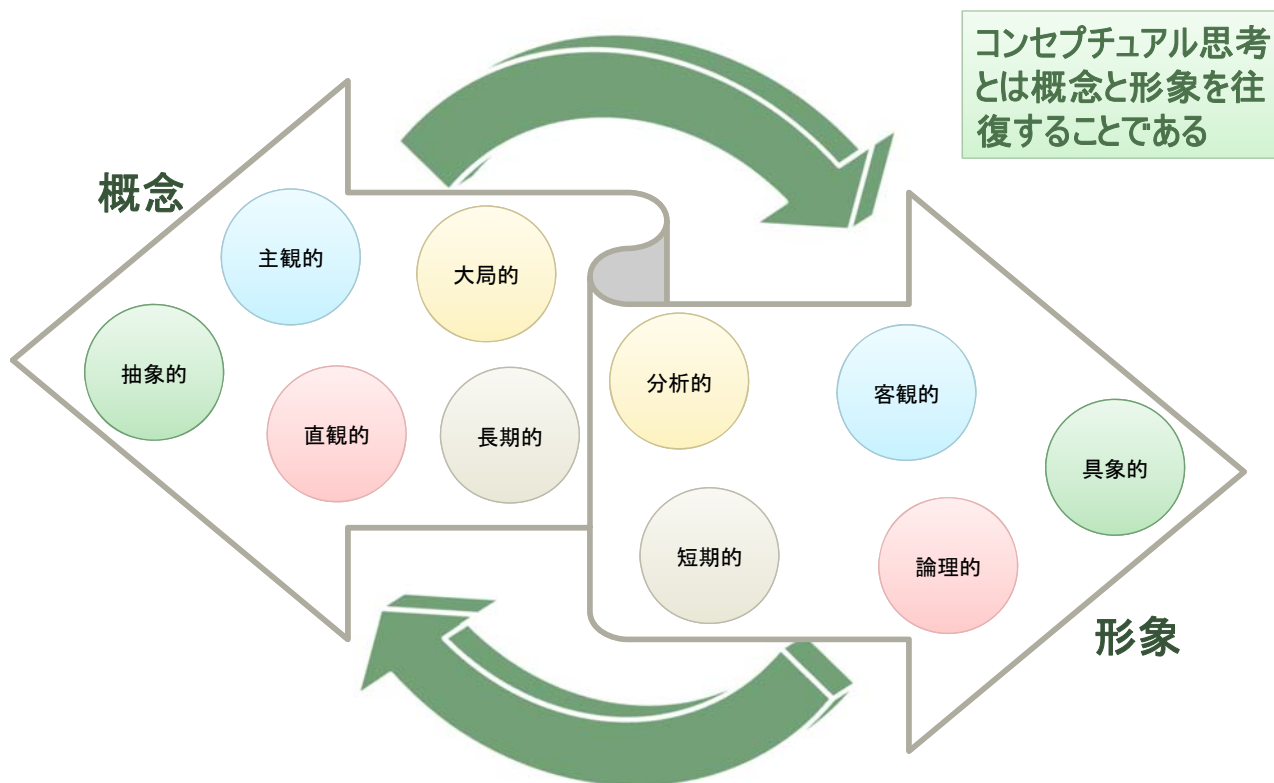 コンセプチュアル思考
とは概念と形象を往
復することである
概念
主観的
大局的
抽象的
直観的
長期的
分析的
客観的
具象的
短期的
論理的
形象